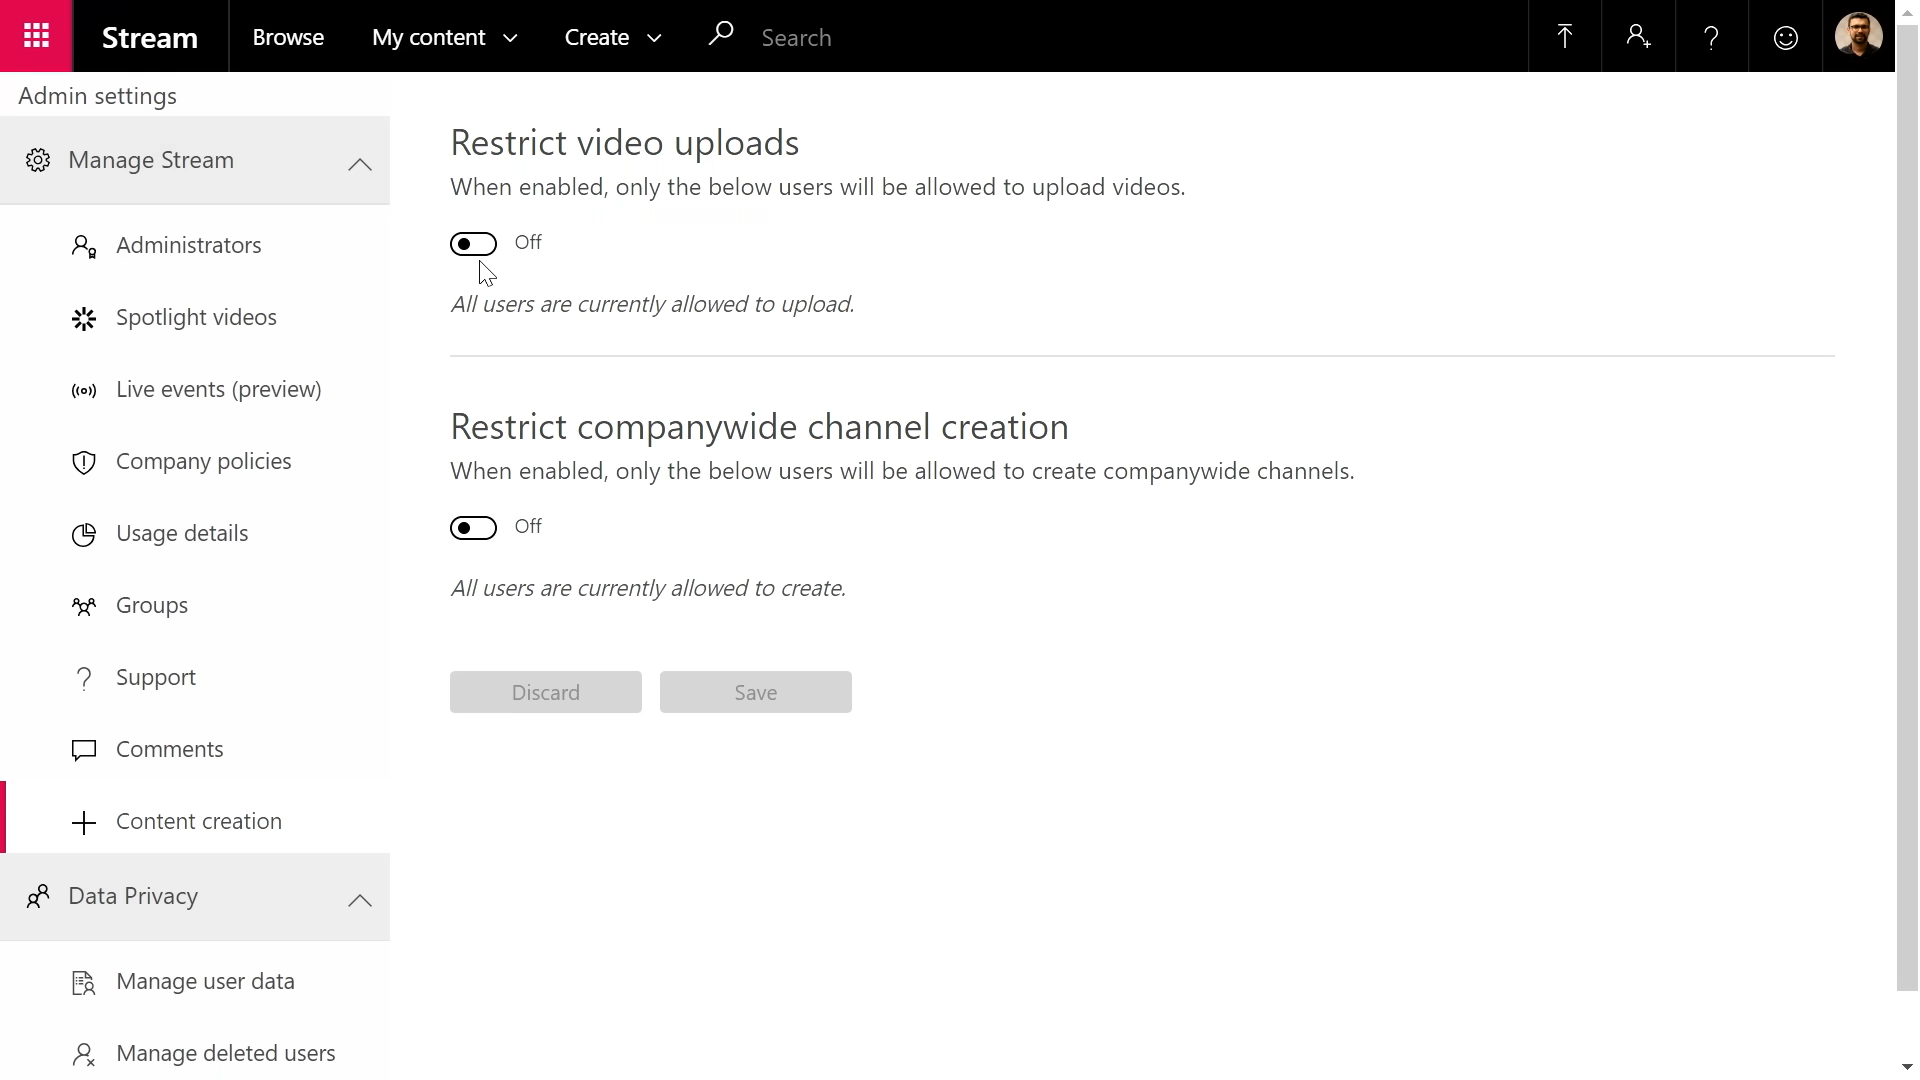 Stream
Browse
My content
Create
Search
Admin settings
Manage Stream
Administrators
Spotlight videos
Live events (preview)
Company policies
Usage details
Groups
Support
Comments
Content creation
Data Privacy
Manage user data
Manage deleted users
Restrict video uploads
When enabled, only the below users will be allowed to upload videos.
Off
All users are currently allowed to upload.
Restrict companywide channel creation
When enabled, only the below users will be allowed to create companywide channels.
Off
All users are currently allowed to create.
Discard
Save